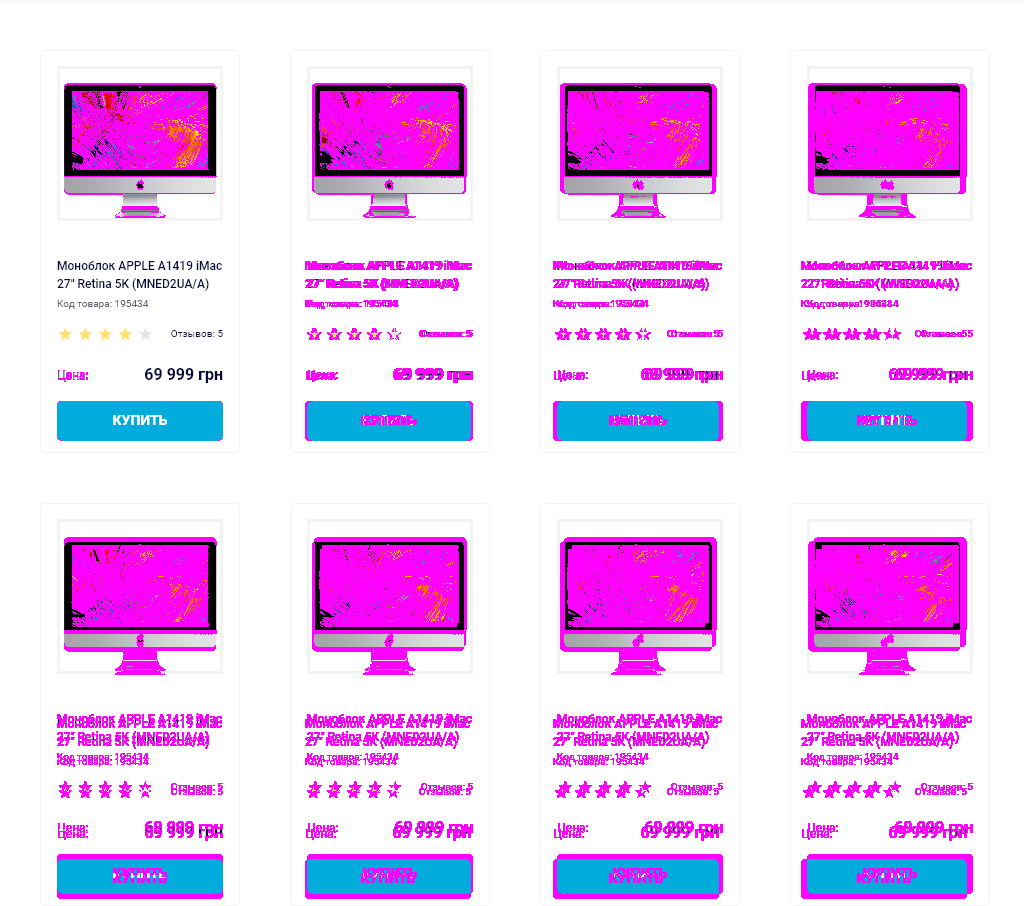 Моноблок APPLE A1419 iMac
27" Retina 5K (MNED2UA/A)
Код товара: 195434
Отзывов: 5
Цена: 69 999 грн
КУПИТЬ
Моноблок APPLE A1419 iMac
27" Retina 5K (MNED2UA/A)
Код товара: 195434
Отзывов: 5
Цена: 69 999 грн
КУПИТЬ
Моноблок APPLE A1419 iMac
27" Retina 5K (MNED2UA/A)
Код товара: 195434
Отзывов: 5
Цена: 69 999 грн
КУПИТЬ
Моноблок APPLE A1419 iMac
27" Retina 5K (MNED2UA/A)
Код товара: 195434
Отзывов: 5
Цена: 69 999 грн
КУПИТЬ
Моноблок APPLE A1419 iMac
27" Retina 5K (MNED2UA/A)
Код товара: 195434
Отзывов: 5
Цена: 69 999 грн
КУПИТЬ
Моноблок APPLE A1419 iMac
27" Retina 5K (MNED2UA/A)
Код товара: 195434
Отзывов: 5
Цена: 69 999 грн
КУПИТЬ
Моноблок APPLE A1419 iMac
27" Retina 5K (MNED2UA/A)
Код товара: 195434
Отзывов: 5
Цена: 69 999 грн
КУПИТЬ
Моноблок APPLE A1419 iMac
27" Retina 5K (MNED2UA/A)
Код товара: 195434
Отзывов: 5
Цена: 69 999 грн
КУПИТЬ